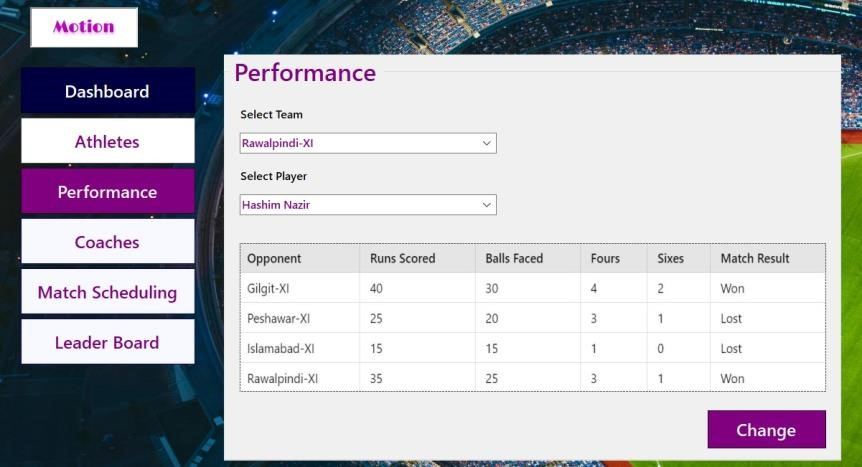 Motion
Dashboard
Athletes
Performance
Coaches
Match Scheduling
Leader Board
Performance
Select Team
Rawalpindi-XI
Select Player
Hashim Nazir
Opponent Runs Scored Balls Faced Fours Sixes Match Result
Gilgit-XI 40 30 4 2 Won
Peshawar-XI 25 20 3 1 Lost
Islamabad-XI 15 15 1 0 Lost
Rawalpindi-XI 35 25 3 1 Won
Change